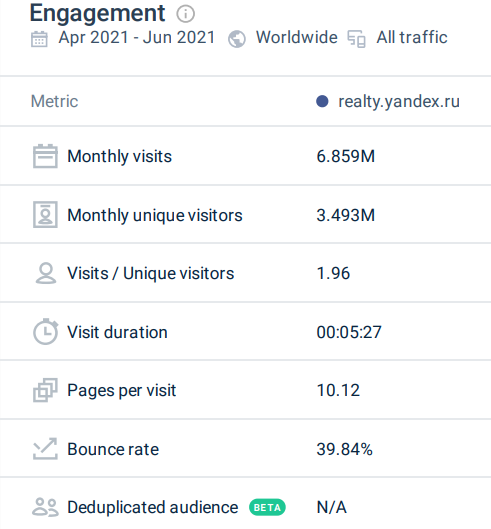 Engagement
Apr 2021 - Jun 2021 Worldwide All traffic
Metric realty.yandex.ru
Monthly visits 6.859M
Monthly unique visitors 3.493M
Visits / Unique visitors 1.96
Visit duration 00:05:27
Pages per visit 10.12
Bounce rate 39.84%
Deduplicated audience BETA N/A